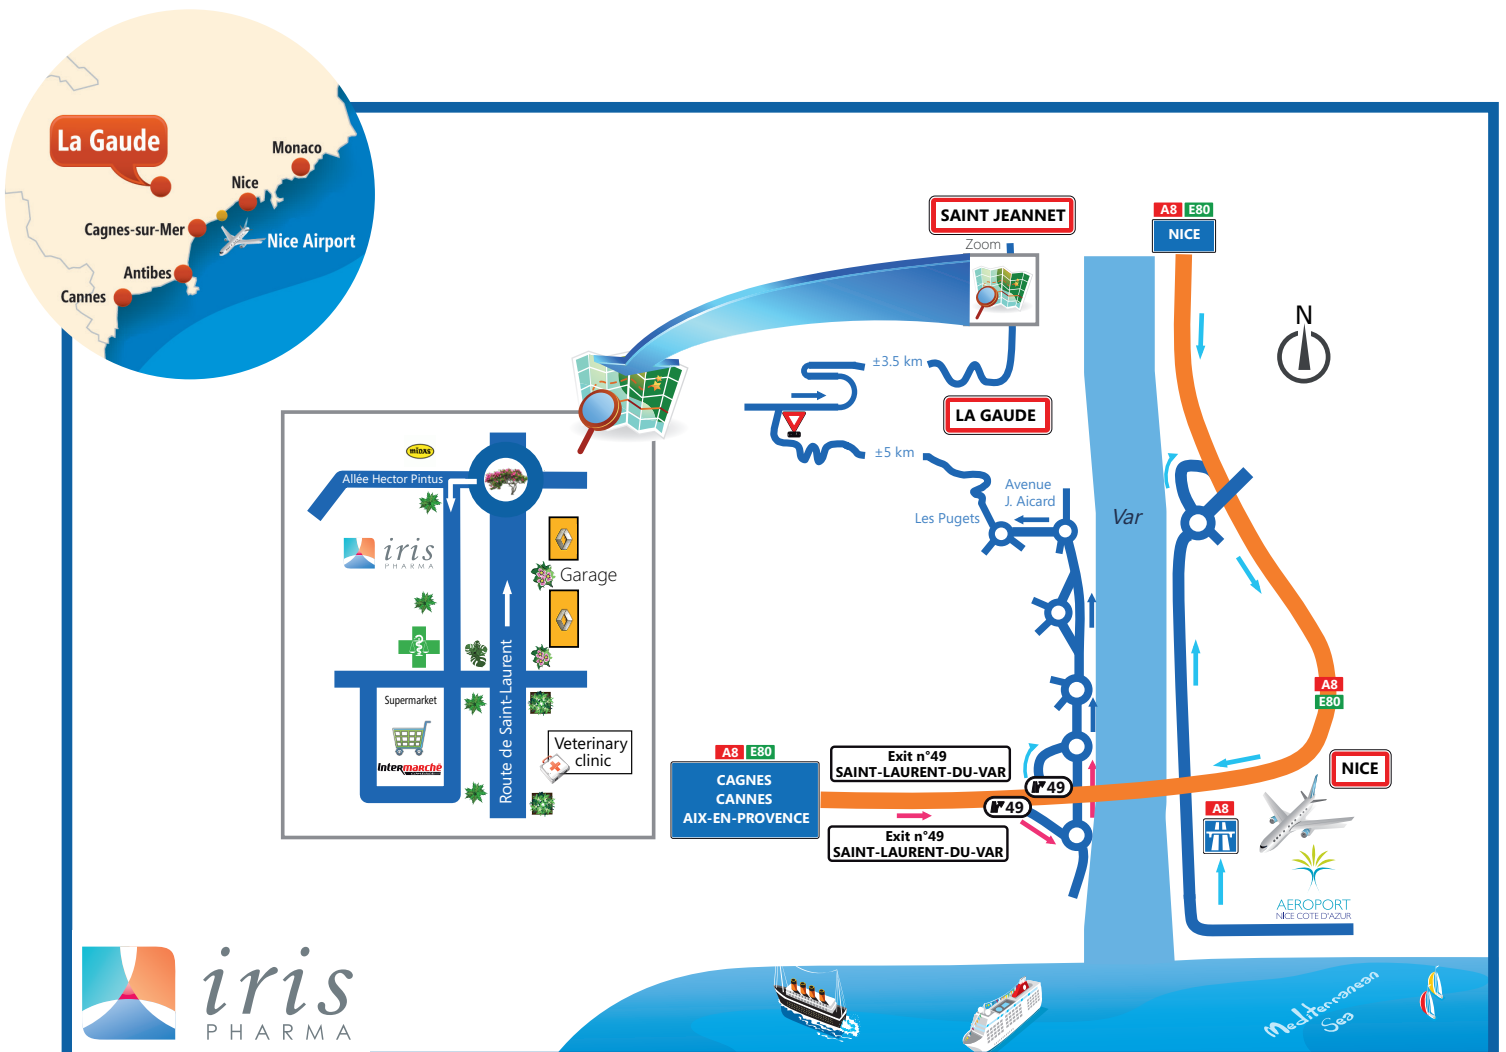 La Gaude
Monaco
Nice
Cagnes-sur-Mer
Nice Airport
Antibes
Cannes
SAINT JEANNET
Zoom
A8 E80
NICE
N
±3.5 km
LA GAUDE
±5 km
Avenue
J. Aicard
Les Pugets
Var
MIDAS
Allée Hector Pintus
iris
PHARMA
Garage
Route de Saint-Laurent
Supermarket
Intermarché
Veterinary
clinic
A8 E80
CAGNES
CANNES
AIX-EN-PROVENCE
Exit n°49
SAINT-LAURENT-DU-VAR
49
49
Exit n°49
SAINT-LAURENT-DU-VAR
A8
E80
NICE
A8
AEROPORT
NICE COTE D'AZUR
iris
PHARMA
Mediterranean
Sea